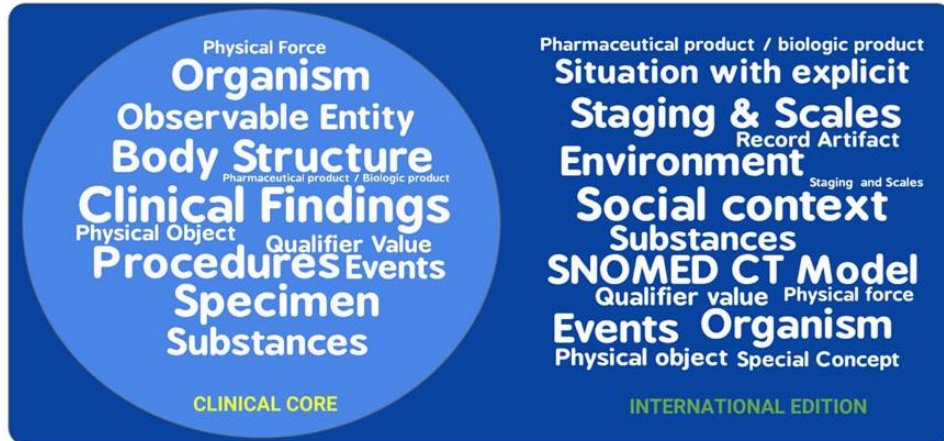 Physical Force
Organism
Observable Entity
Body Structure
Pharmaceutical product / Biologic product
Clinical Findings
Physical Object
Qualifier Value
Procedures Events
Specimen
Substances
CLINICAL CORE
Pharmaceutical product / biologic product
Situation with explicit
Staging & Scales
Record Artifact
Environment
Staging and Scales
Social context
Substances
SNOMED CT Model
Qualifier value Physical force
Events Organism
Physical object Special Concept
INTERNATIONAL EDITION